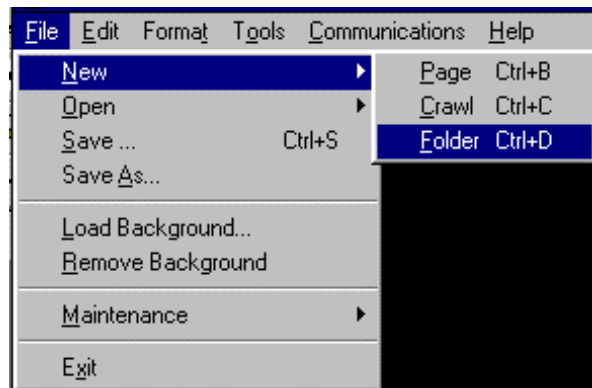 File Edit Format Tools Communications Help
New Page Ctrl+B
Open Crawl Ctrl+C
Save ... Ctrl+S Folder Ctrl+D
Save As...
Load Background...
Remove Background
Maintenance
Exit